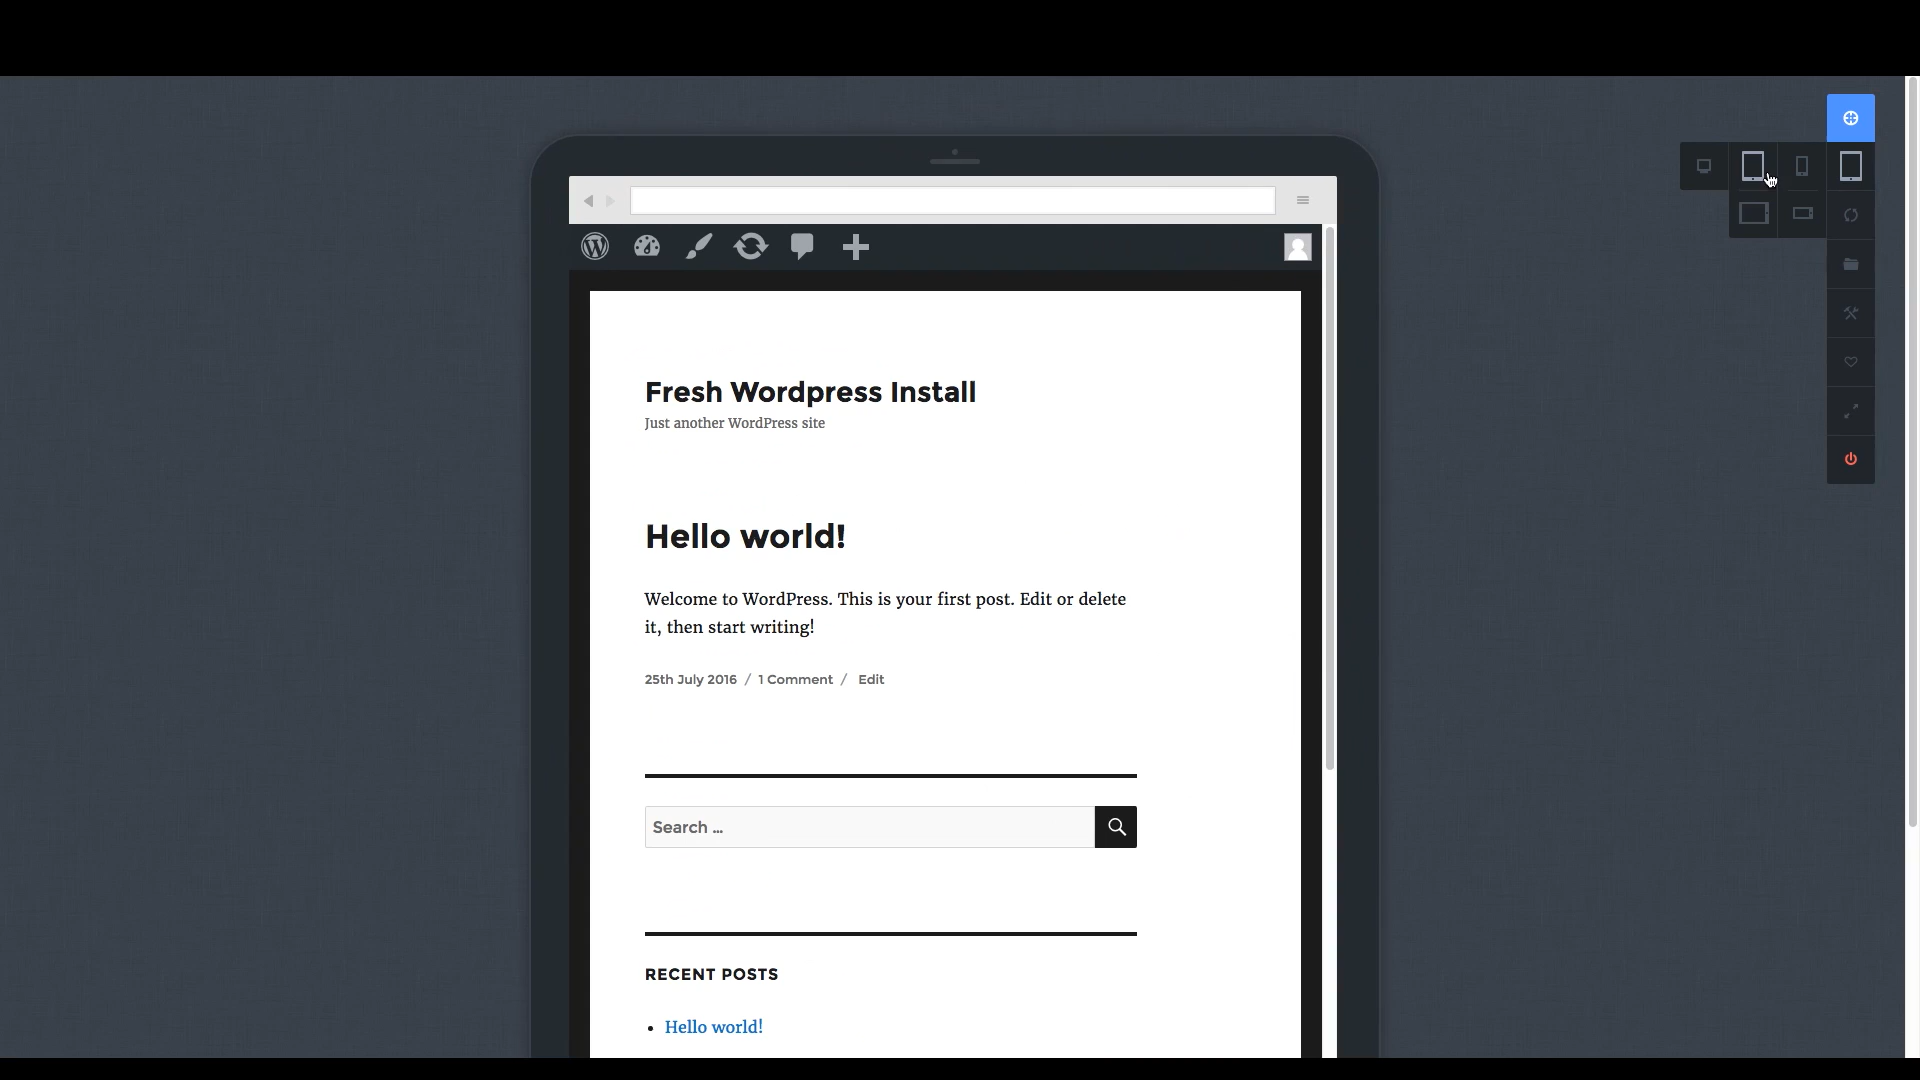 Fresh Wordpress Install
Just another WordPress site
Hello world!
Welcome to WordPress. This is your first post. Edit or delete
it, then start writing!
25th July 2016 / 1 Comment / Edit
Search ...
RECENT POSTS
Hello world!